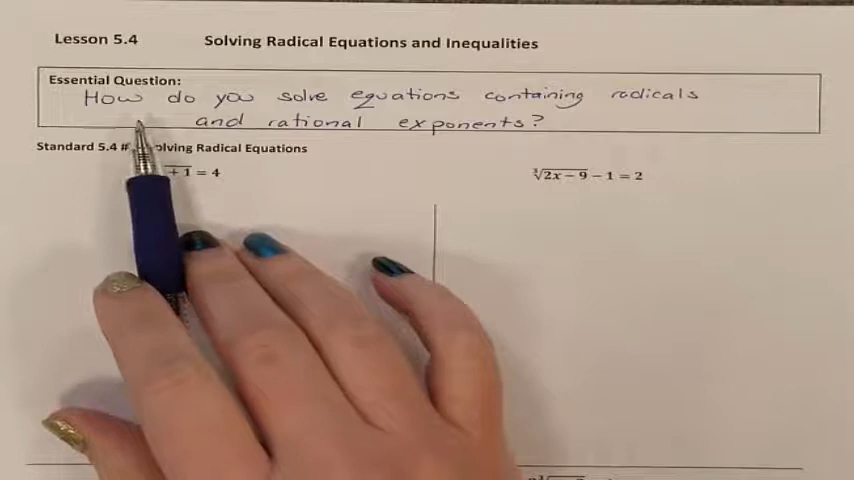 Lesson 5.4 Solving Radical Equations and Inequalities
Essential Question:
How do you solve equations containing radicals
and rational exponents?
Standard 5.4 # olving Radical Equations
+ 1 = 4 ∛(2x − 9) − 1 = 2